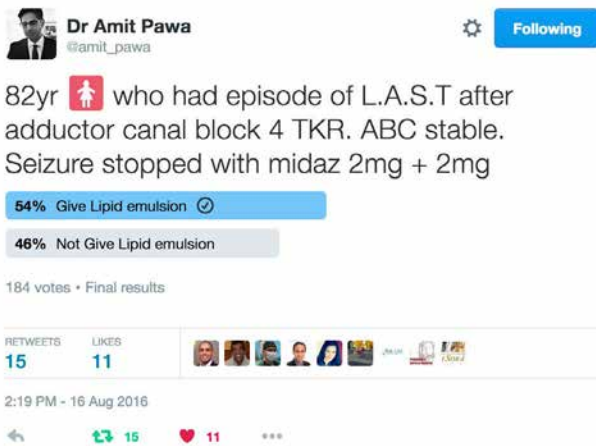 Dr Amit Pawa
@amit_pawa
Following
82yr 🚺 who had episode of L.A.S.T after
adductor canal block 4 TKR. ABC stable.
Seizure stopped with midaz 2mg + 2mg
54% Give Lipid emulsion
46% Not Give Lipid emulsion
184 votes • Final results
RETWEETS LIKES
15 11
2:19 PM - 16 Aug 2016
15 11